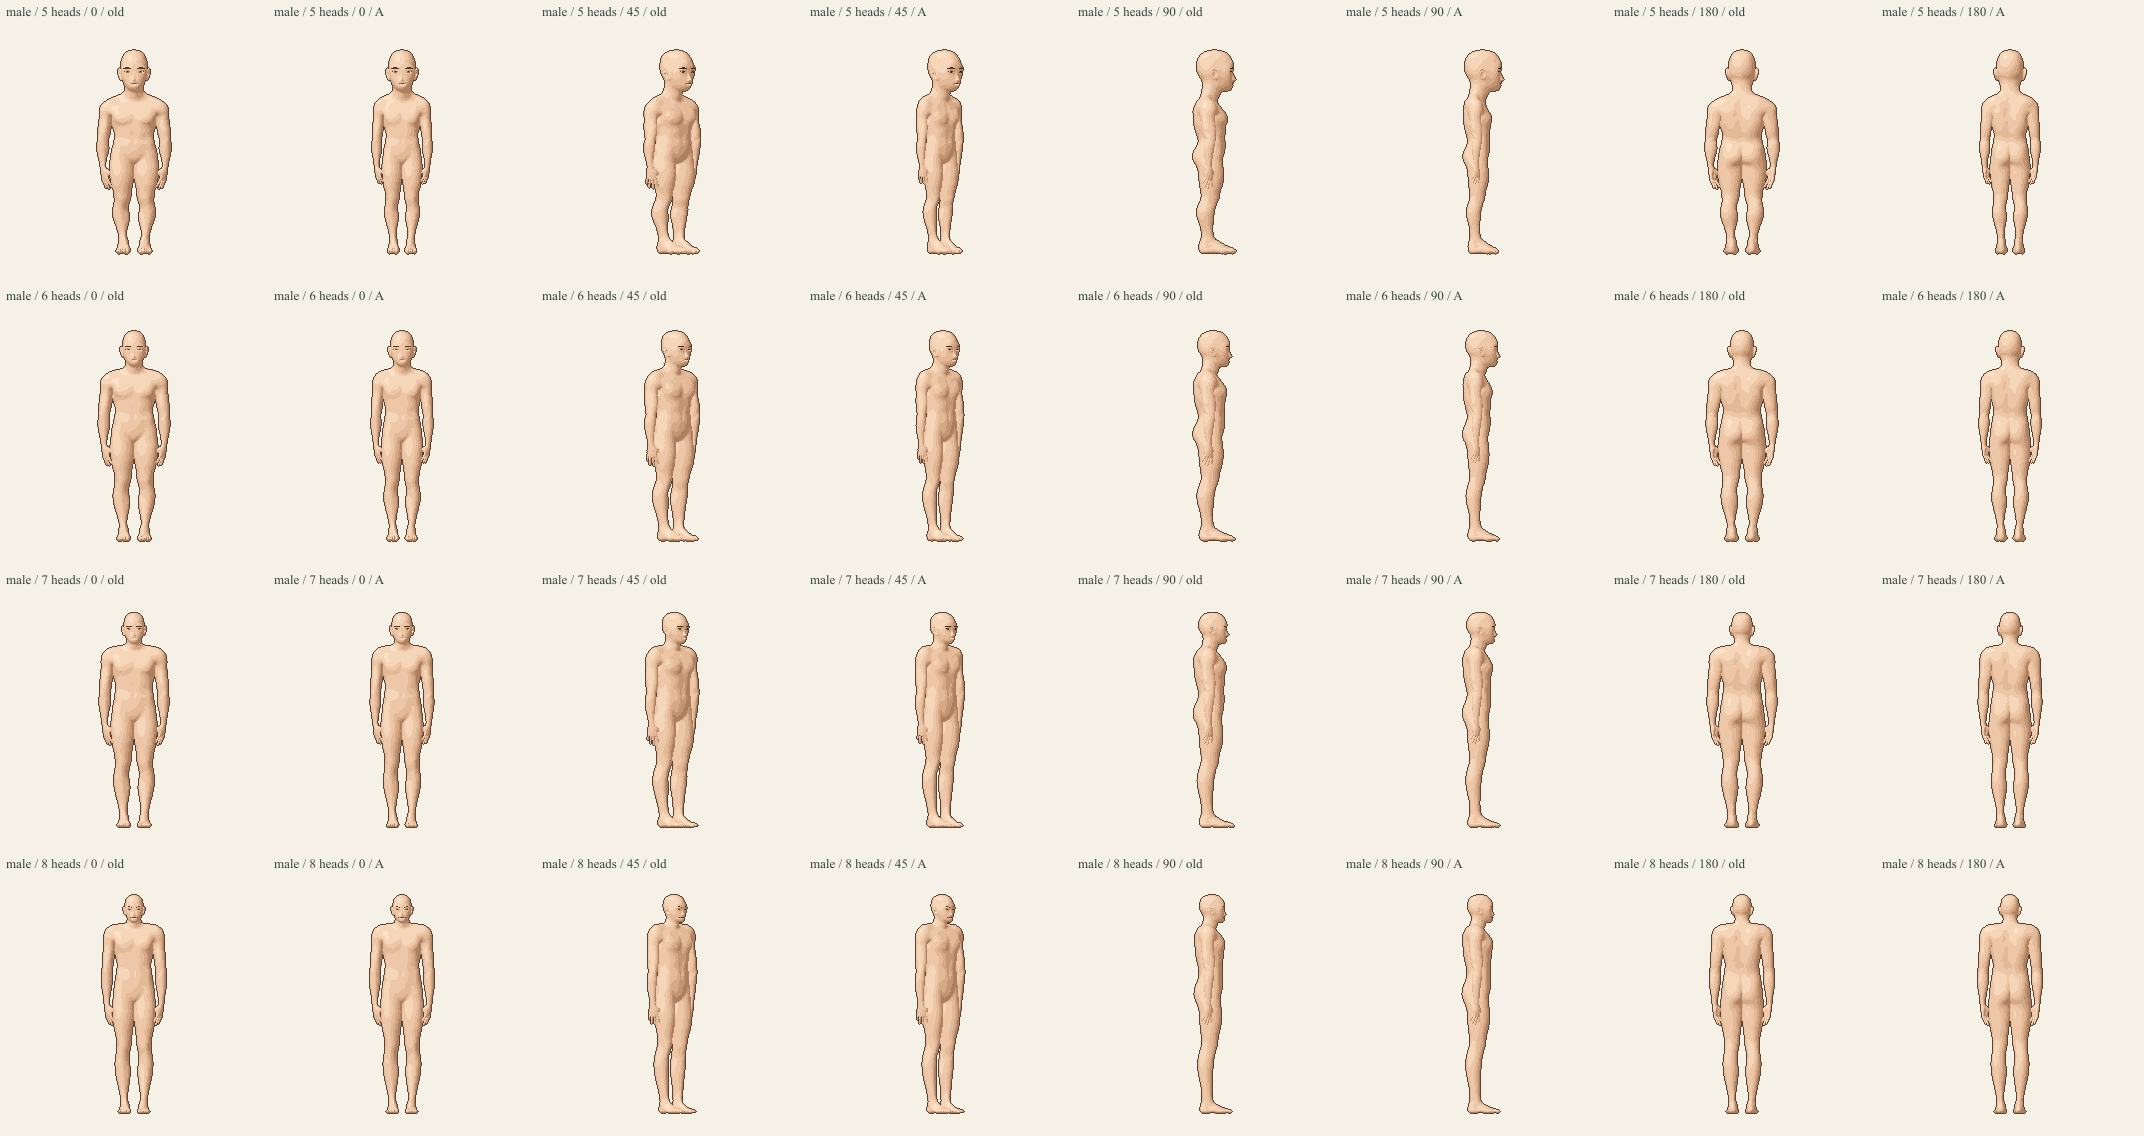 male / 5 heads / 0 / old
male / 5 heads / 0 / A
male / 5 heads / 45 / old
male / 5 heads / 45 / A
male / 5 heads / 90 / old
male / 5 heads / 90 / A
male / 5 heads / 180 / old
male / 5 heads / 180 / A
male / 6 heads / 0 / old
male / 6 heads / 0 / A
male / 6 heads / 45 / old
male / 6 heads / 45 / A
male / 6 heads / 90 / old
male / 6 heads / 90 / A
male / 6 heads / 180 / old
male / 6 heads / 180 / A
male / 7 heads / 0 / old
male / 7 heads / 0 / A
male / 7 heads / 45 / old
male / 7 heads / 45 / A
male / 7 heads / 90 / old
male / 7 heads / 90 / A
male / 7 heads / 180 / old
male / 7 heads / 180 / A
male / 8 heads / 0 / old
male / 8 heads / 0 / A
male / 8 heads / 45 / old
male / 8 heads / 45 / A
male / 8 heads / 90 / old
male / 8 heads / 90 / A
male / 8 heads / 180 / old
male / 8 heads / 180 / A